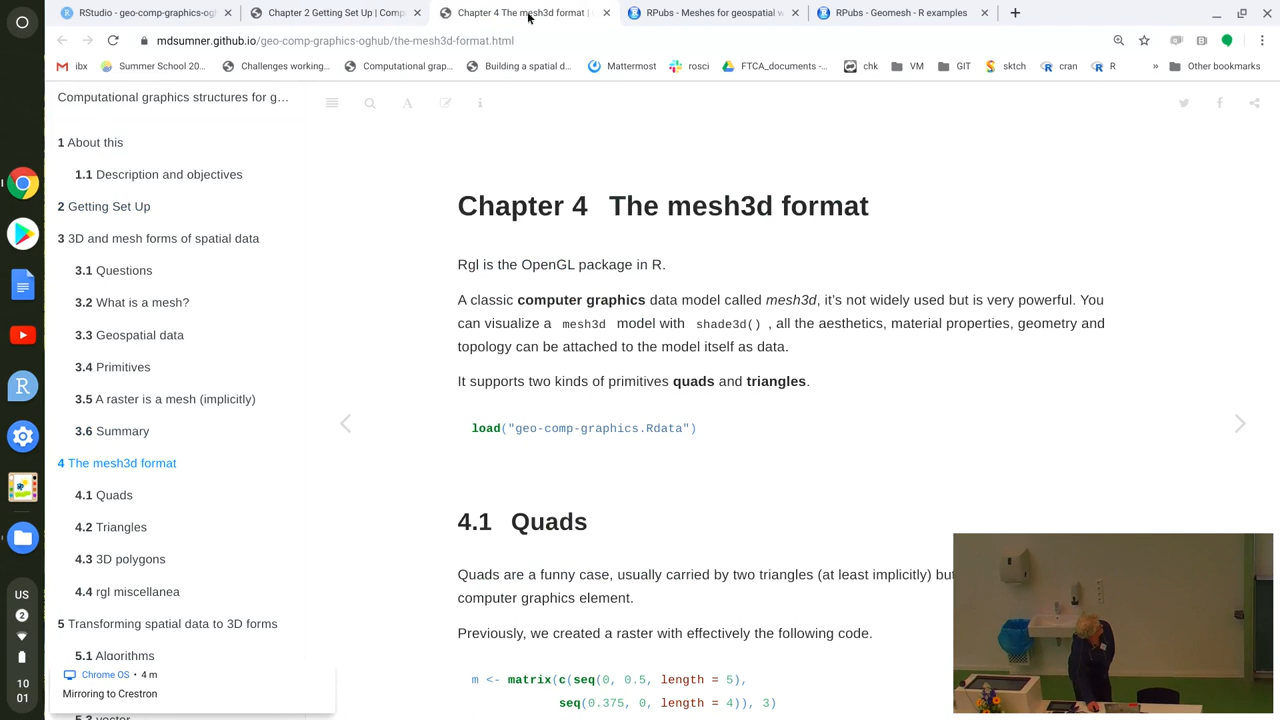 RStudio - geo-comp-graphics-ogh
Chapter 2 Getting Set Up | Comp
Chapter 4 The mesh3d format |
RPubs - Meshes for geospatial w
RPubs - Geomesh - R examples
mdsumner.github.io/geo-comp-graphics-oghub/the-mesh3d-format.html
ibx
Summer School 20...
Challenges workng...
Computational grap...
Building a spatial d...
Mattermost
rosci
FTCA_documents -...
chk
VM
GIT
sktch
cran
R
»
Other bookmarks
Computational graphics structures for g...
1 About this
1.1 Description and objectives
2 Getting Set Up
3 3D and mesh forms of spatial data
3.1 Questions
3.2 What is a mesh?
3.3 Geospatial data
3.4 Primitives
3.5 A raster is a mesh (implicitly)
3.6 Summary
4 The mesh3d format
4.1 Quads
4.2 Triangles
4.3 3D polygons
4.4 rgl miscellanea
5 Transforming spatial data to 3D forms
5.1 Algorithms
Chrome OS • 4 m
Mirroring to Crestron
5.3 vector
US
2
10
01
Chapter 4 The mesh3d format
Rgl is the OpenGL package in R.
A classic computer graphics data model called mesh3d, it's not widely used but is very powerful. You
can visualize a mesh3d model with shade3d() , all the aesthetics, material properties, geometry and
topology can be attached to the model itself as data.
It supports two kinds of primitives quads and triangles.
load("geo-comp-graphics.Rdata")
4.1 Quads
Quads are a funny case, usually carried by two triangles (at least implicitly) but
computer graphics element.
Previously, we created a raster with effectively the following code.
m <- matrix(c(seq(0, 0.5, length = 5),
seq(0.375, 0, length = 4)), 3)